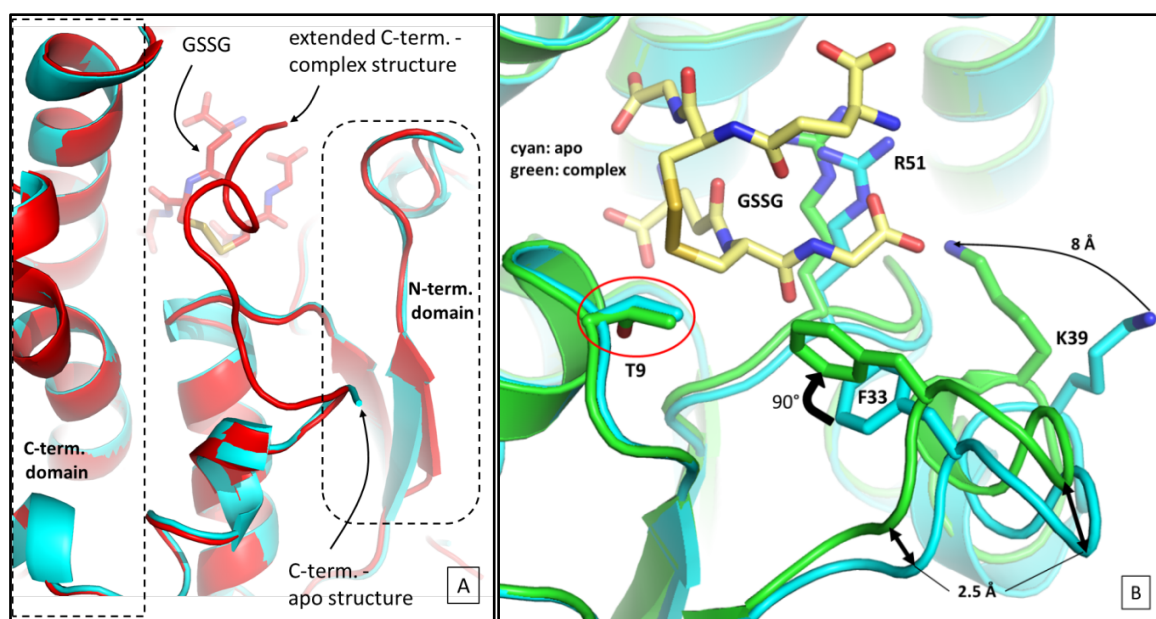 GSSG
extended C-term. -
complex structure
N-term.
domain
C-term.
domain
C-term. -
apo structure
A
cyan: apo
green: complex
R51
GSSG
8 Å
K39
T9
F33
90°
2.5 Å
B